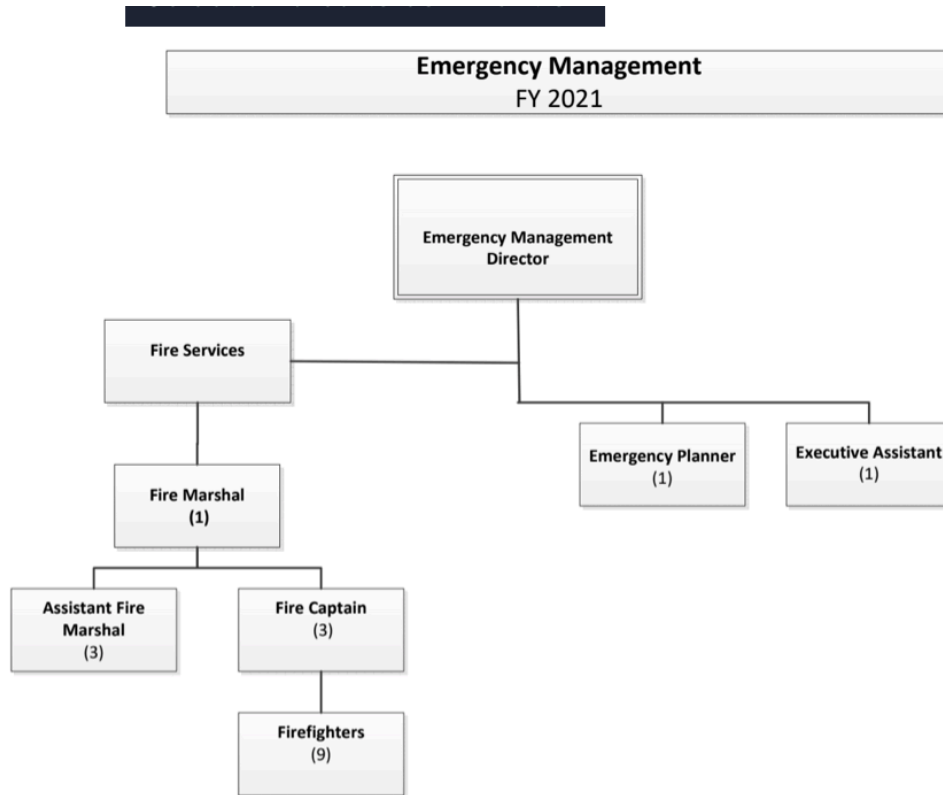 Emergency Management
FY 2021
Emergency Management
Director
Fire Services
Emergency Planner
(1)
Executive Assistant
(1)
Fire Marshal
(1)
Assistant Fire
Marshal
(3)
Fire Captain
(3)
Firefighters
(9)